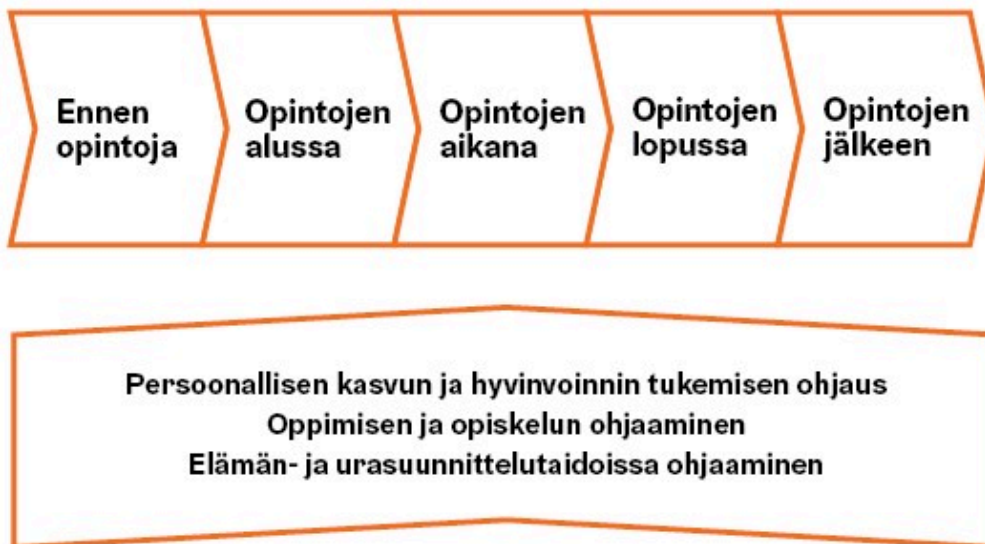 Ennen
opintoja
Opintojen
alussa
Opintojen
aikana
Opintojen
lopussa
Opintojen
jälkeen
Persoonallisen kasvun ja hyvinvoinnin tukemisen ohjaus
Oppimisen ja opiskelun ohjaaminen
Elämän- ja urasuunnittelutaidoissa ohjaaminen